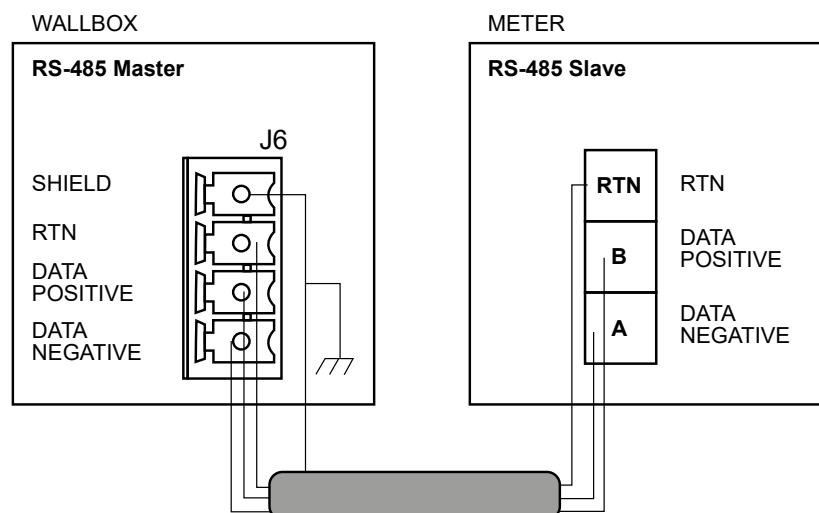 WALLBOX
RS-485 Master
J6
SHIELD
RTN
DATA
POSITIVE
DATA
NEGATIVE
METER
RS-485 Slave
RTN
RTN
B
DATA
POSITIVE
A
DATA
NEGATIVE